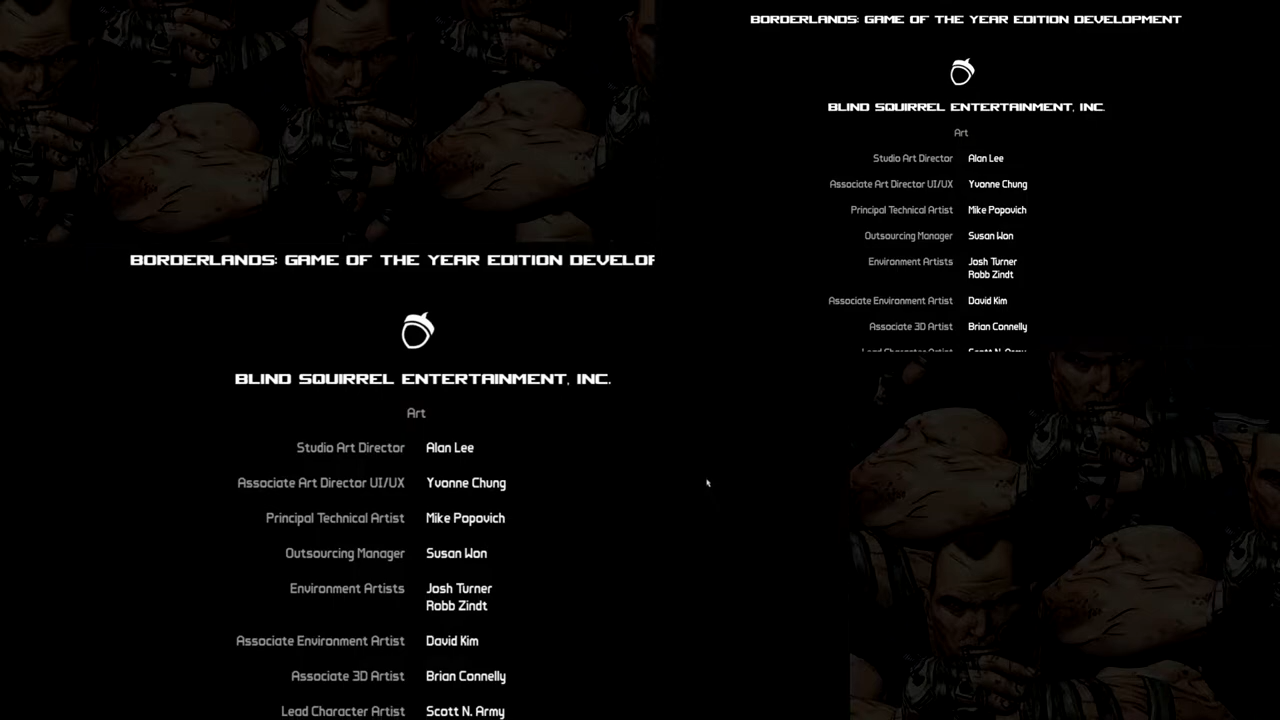 BORDERLANDS: GAME OF THE YEAR EDITION DEVELOP
BLIND SQUIRREL ENTERTAINMENT, INC.
Art
Studio Art Director Alan Lee
Associate Art Director UI/UX Yvonne Chung
Principal Technical Artist Mike Popovich
Outsourcing Manager Susan Won
Environment Artists Josh Turner
Robb Zindt
Associate Environment Artist David Kim
Associate 3D Artist Brian Connelly
Lead Character Artist Scott N. Army
BORDERLANDS: GAME OF THE YEAR EDITION DEVELOPMENT
BLIND SQUIRREL ENTERTAINMENT, INC.
Art
Studio Art Director Alan Lee
Associate Art Director UI/UX Yvonne Chung
Principal Technical Artist Mike Popovich
Outsourcing Manager Susan Won
Environment Artists Josh Turner
Robb Zindt
Associate Environment Artist David Kim
Associate 3D Artist Brian Connelly
Lead Character Artist Scott N. Army